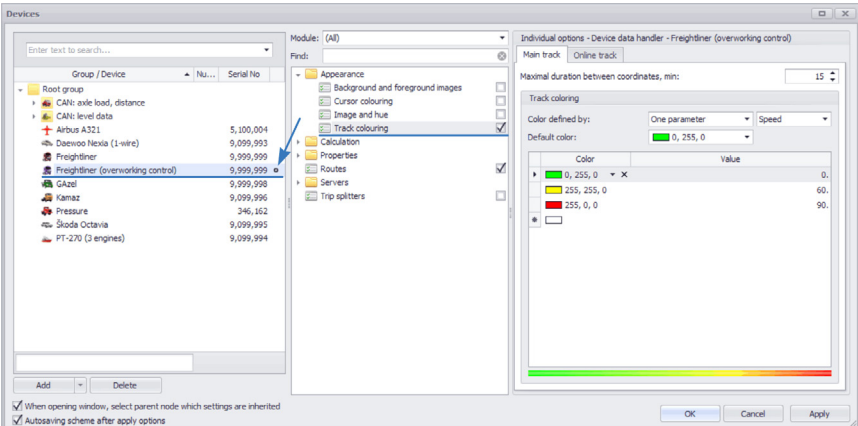 Devices
Enter text to search...
Group / Device Nu... Serial No
Root group
CAN: axle load, distance
CAN: level data
Airbus A321 5,100,004
Daewoo Nexia (1-wire) 9,099,993
Freightliner 9,999,999
Freightliner (overworking control) 9,999,999
GAzel 9,099,998
Kamaz 9,099,996
Pressure 346,162
Škoda Octavia 9,099,995
PT-270 (3 engines) 9,099,994
Add Delete
When opening window, select parent node which settings are inherited
Autosaving scheme after apply options
Module: (All)
Find:
Appearance
Background and foreground images
Cursor colouring
Image and hue
Track colouring
Calculation
Properties
Routes
Servers
Trip splitters
Individual options - Device data handler - Freightliner (overworking control)
Main track Online track
Maximal duration between coordinates, min: 15
Track coloring
Color defined by: One parameter Speed
Default color: 0, 255, 0
Color Value
0, 255, 0 0.
255, 255, 0 60.
255, 0, 0 90.
OK Cancel Apply